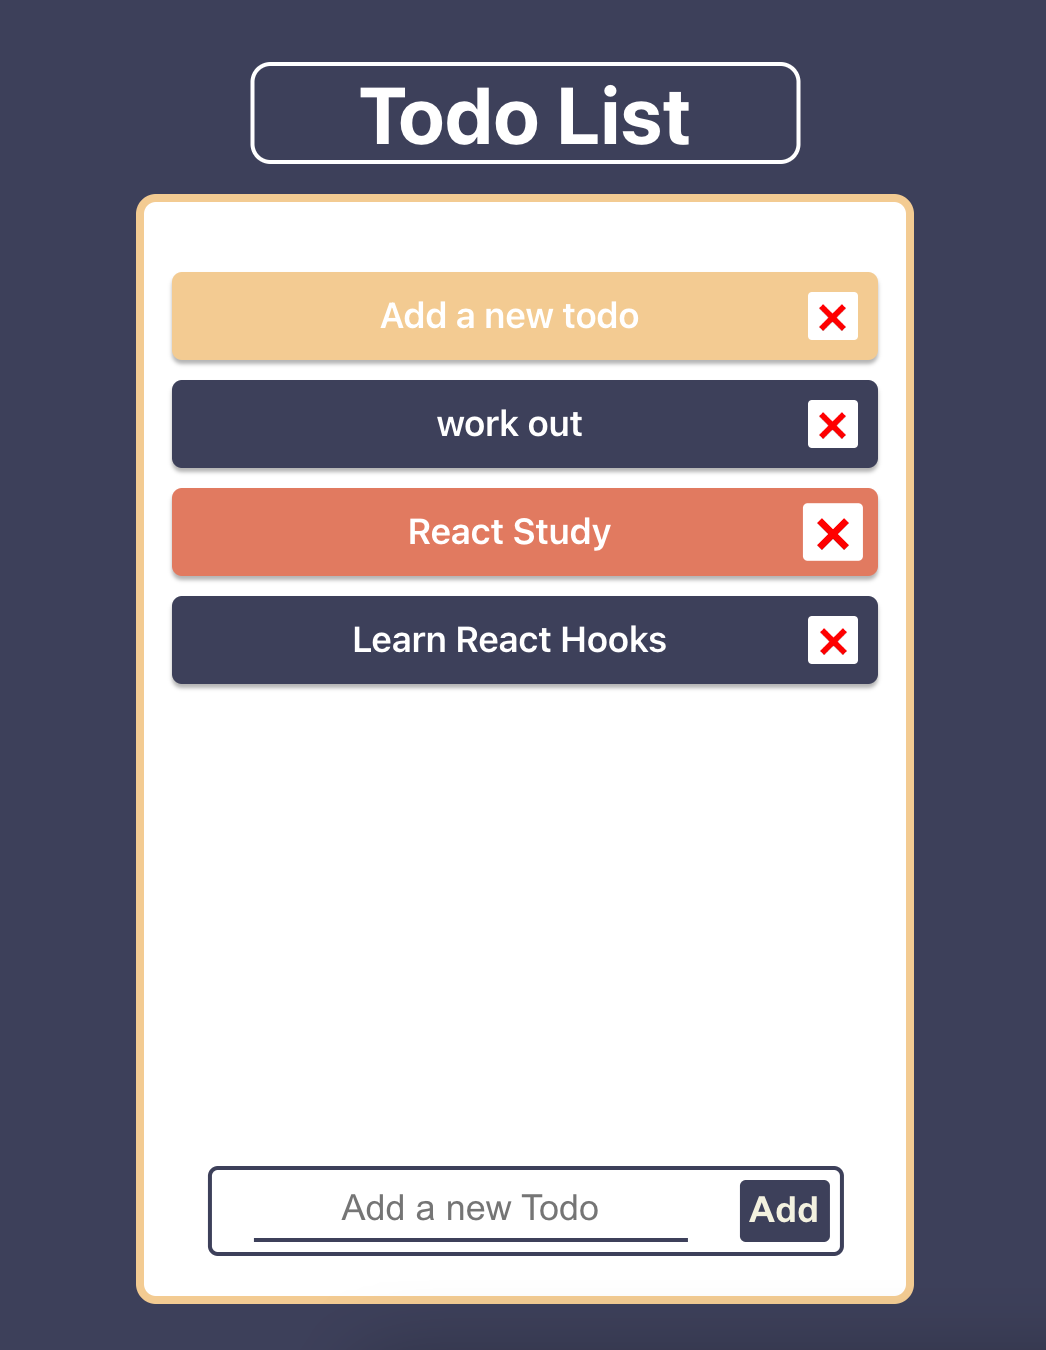 Todo List
Add a new todo
work out
React Study
Learn React Hooks
Add a new Todo
Add